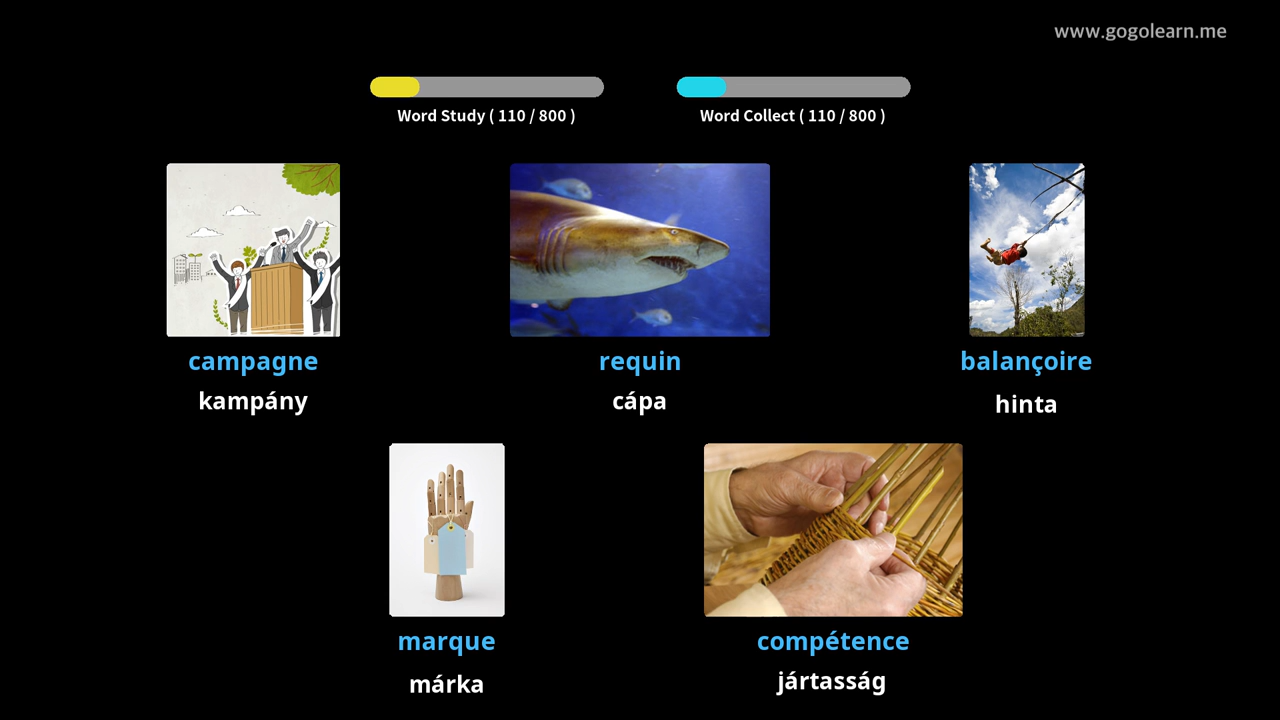 www.gogolearn.me
Word Study ( 110 / 800 )
Word Collect ( 110 / 800 )
campagne
kampány
requin
cápa
balançoire
hinta
marque
márka
compétence
jártasság